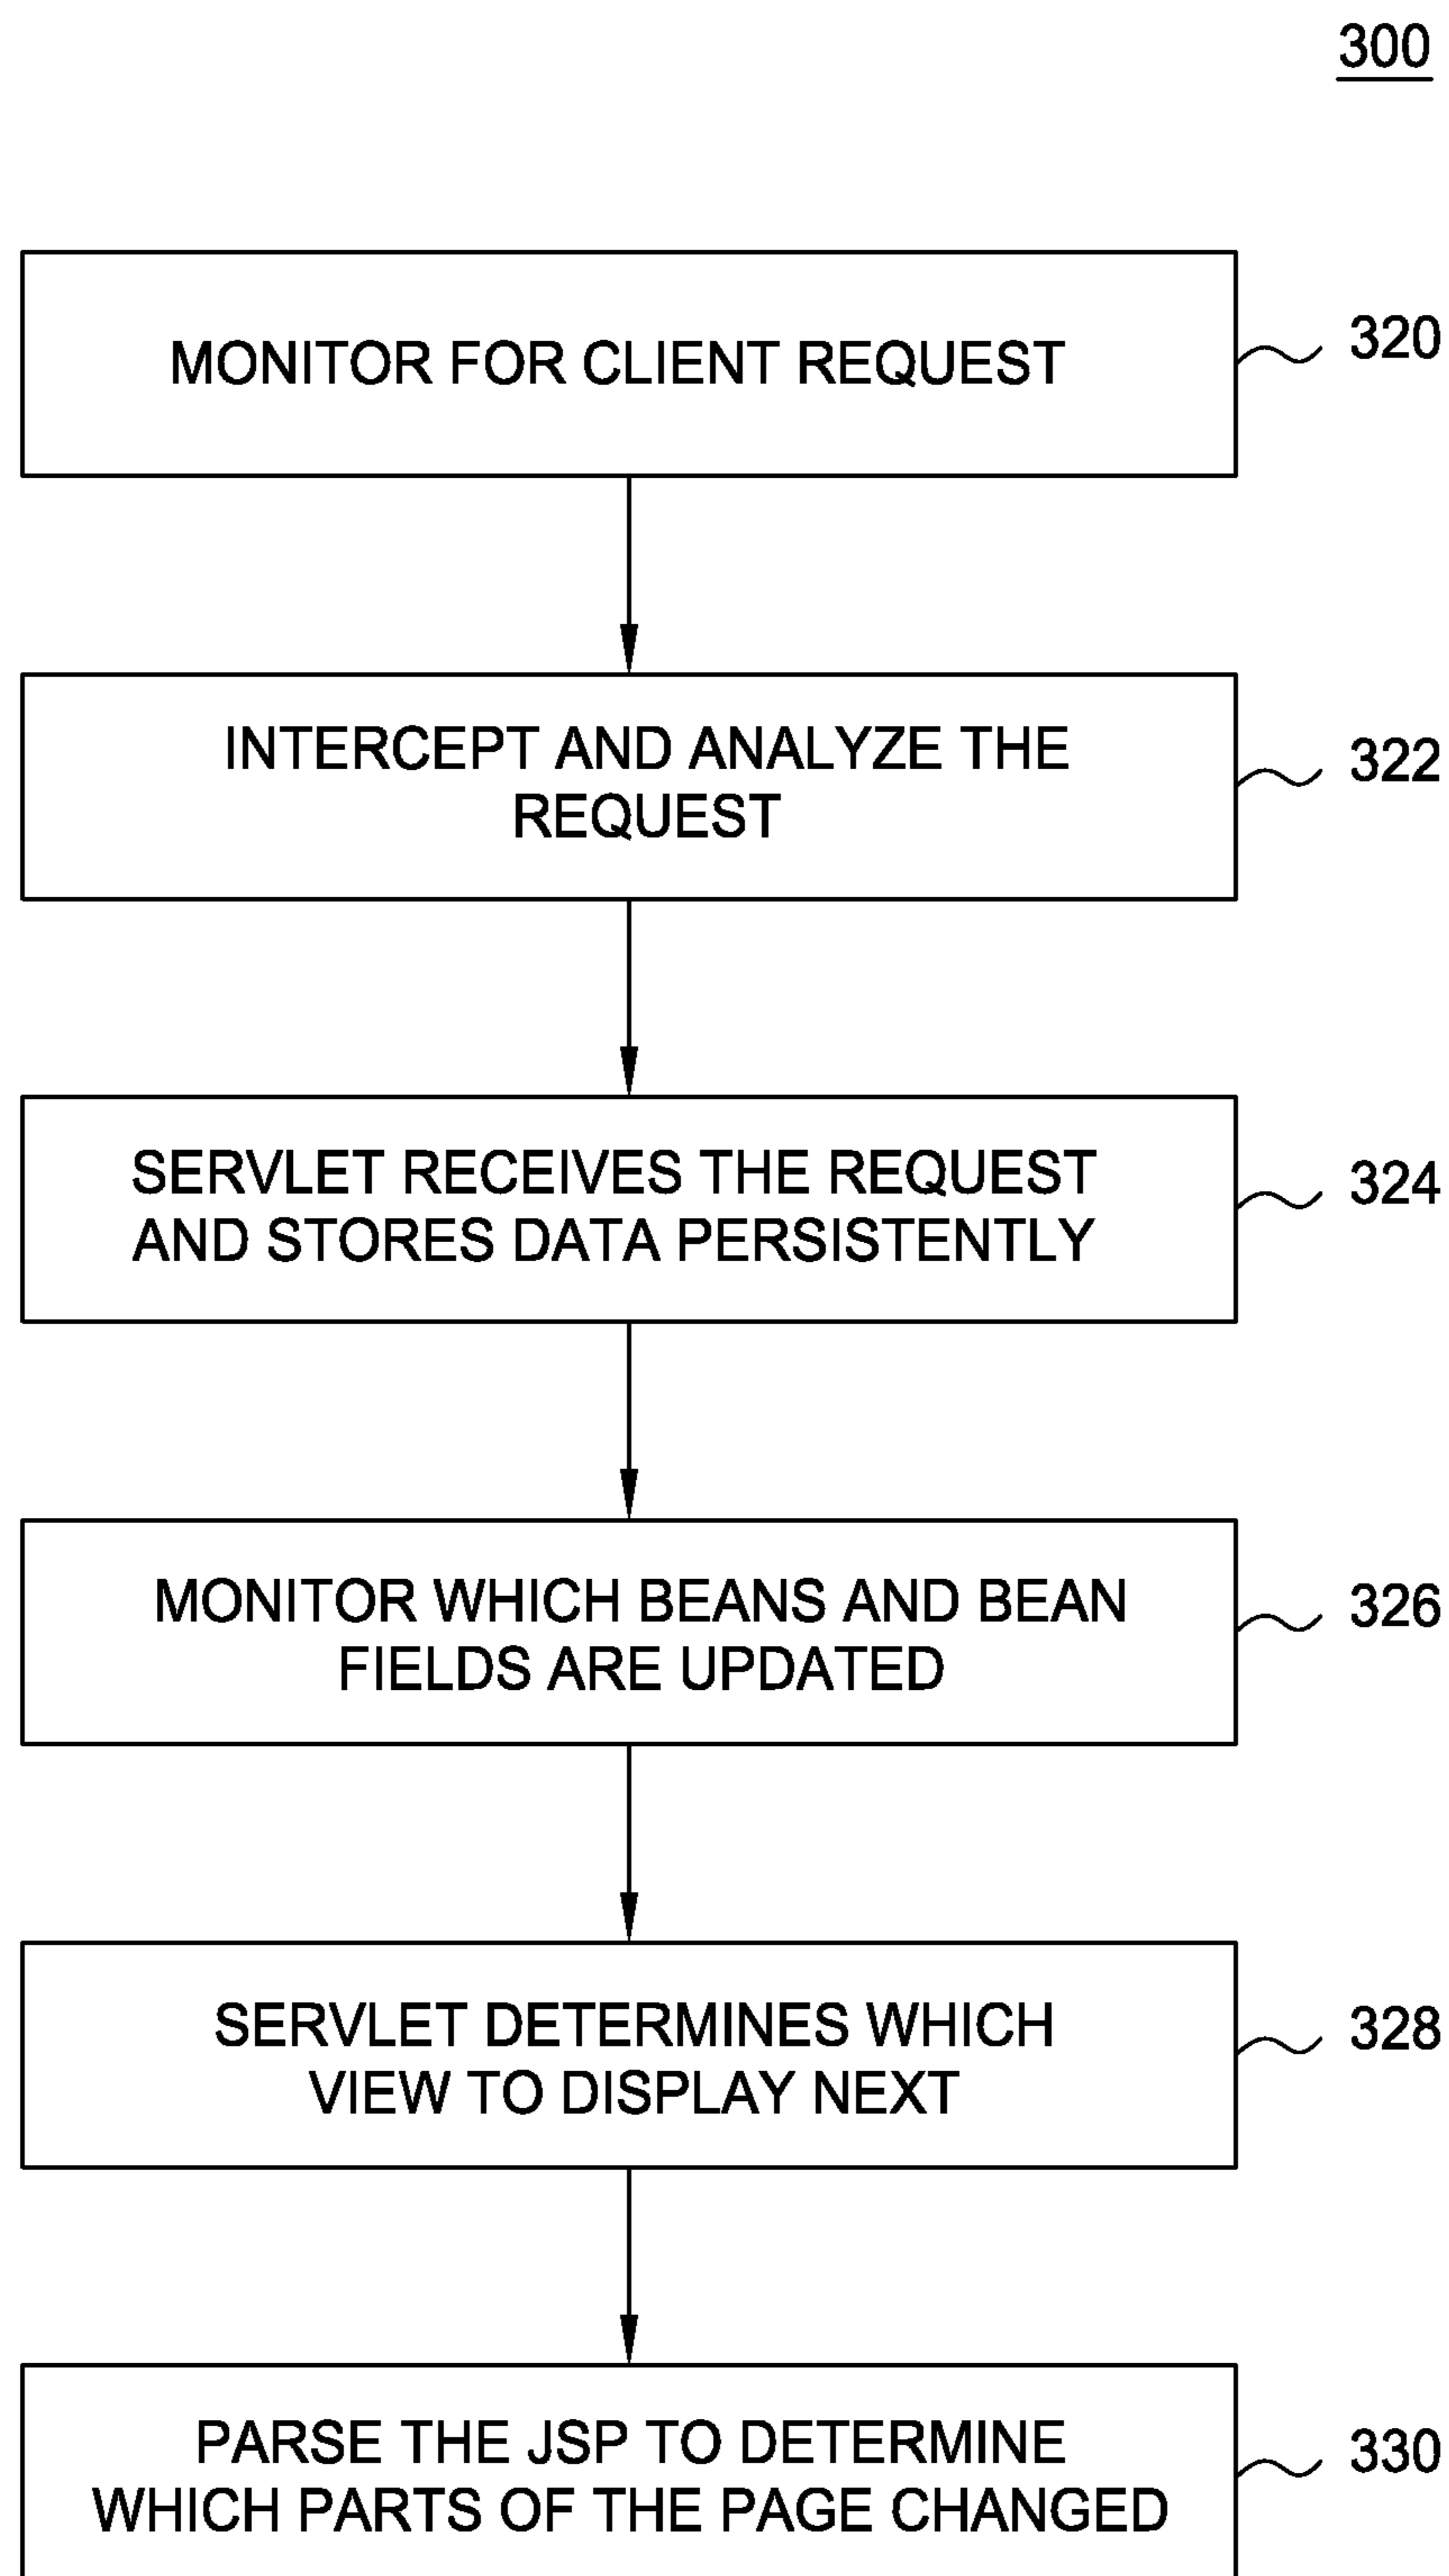 300
MONITOR FOR CLIENT REQUEST
320
INTERCEPT AND ANALYZE THE
REQUEST
322
SERVLET RECEIVES THE REQUEST
AND STORES DATA PERSISTENTLY
324
MONITOR WHICH BEANS AND BEAN
FIELDS ARE UPDATED
326
SERVLET DETERMINES WHICH
VIEW TO DISPLAY NEXT
328
PARSE THE JSP TO DETERMINE
WHICH PARTS OF THE PAGE CHANGED
330